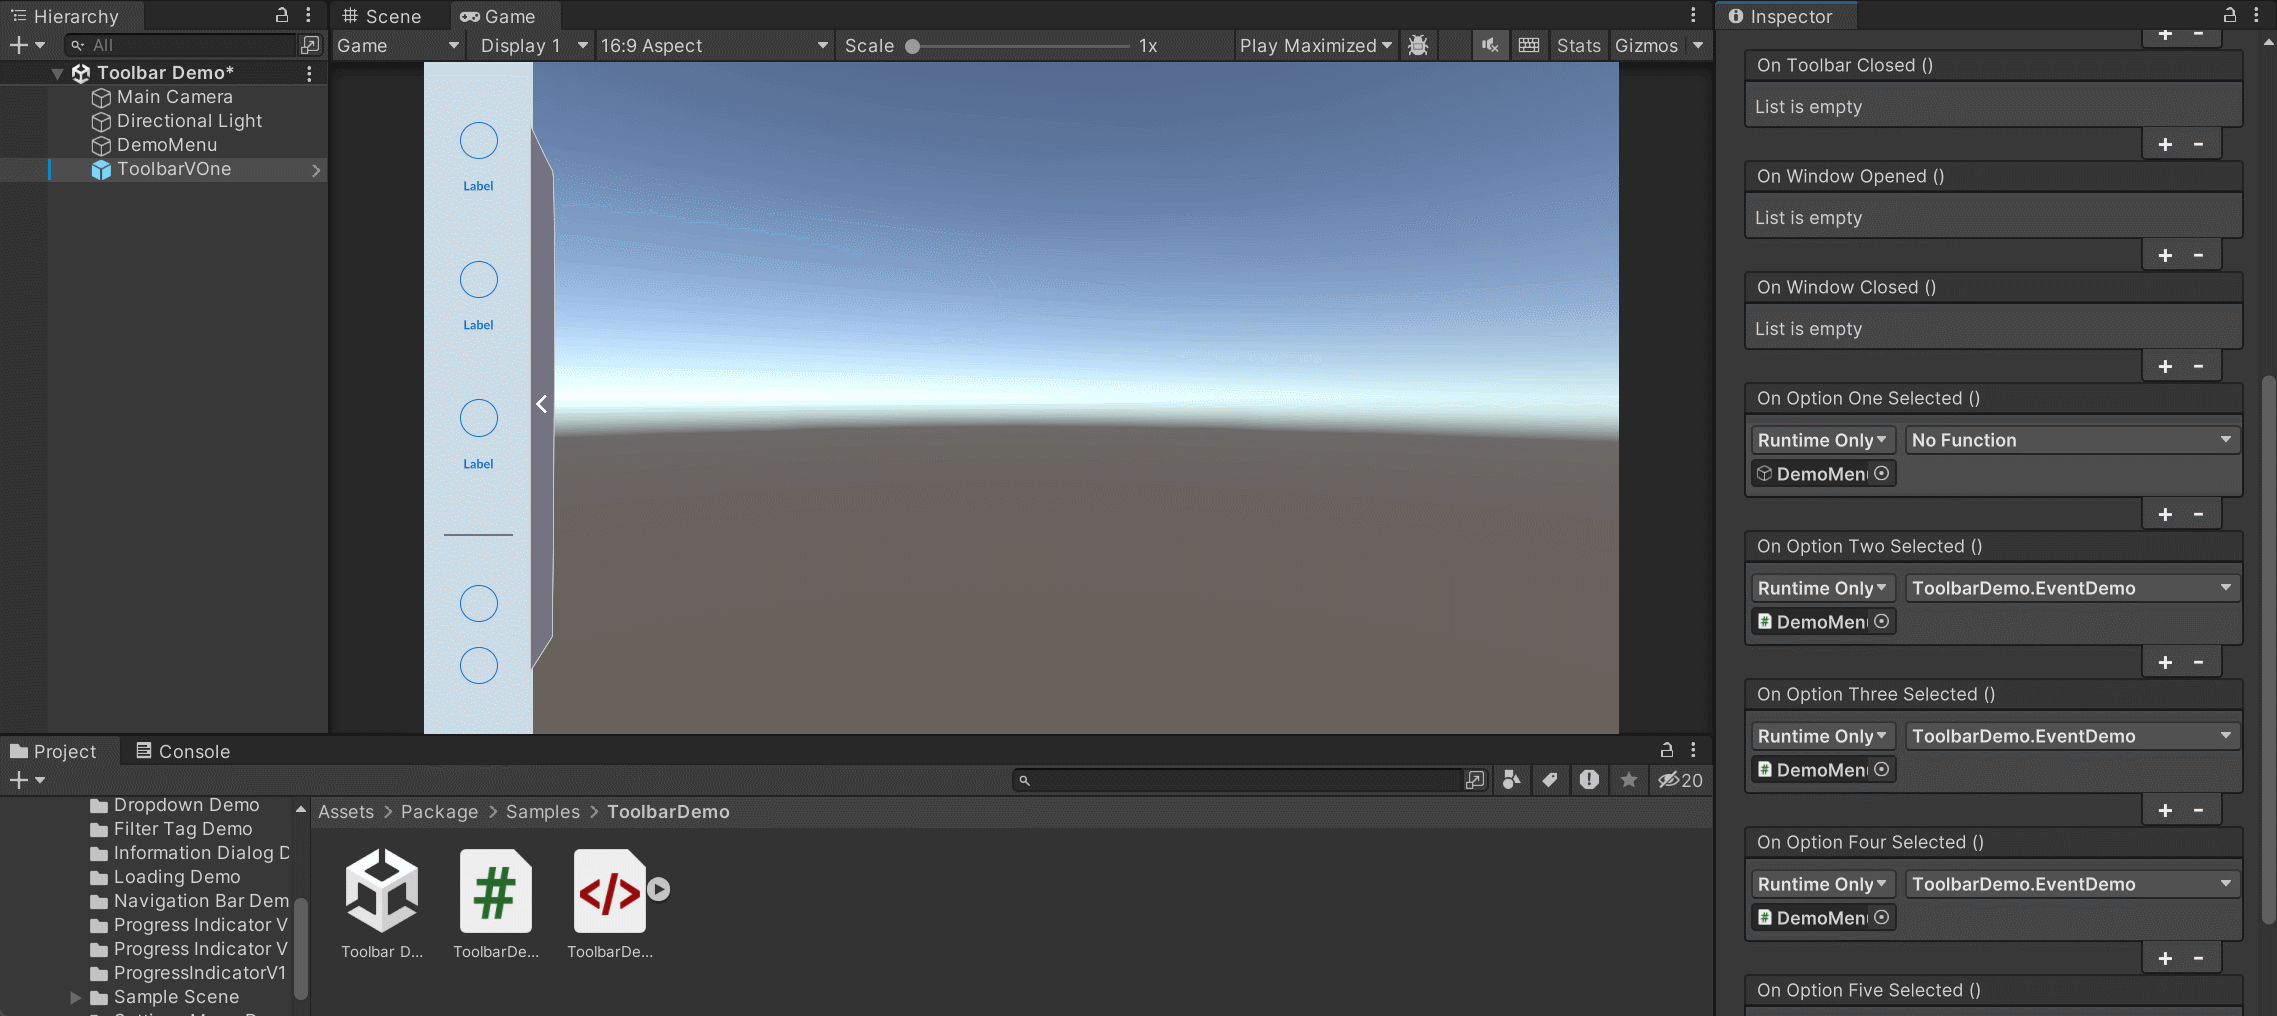 Hierarchy
All
Toolbar Demo*
Main Camera
Directional Light
DemoMenu
ToolbarVOne
Scene
Game
Game
Display 1
16:9 Aspect
Scale
1x
Play Maximized
Stats
Gizmos
Label
Label
Label
Inspector
On Toolbar Closed ()
List is empty
+ -
On Window Opened ()
List is empty
+ -
On Window Closed ()
List is empty
+ -
On Option One Selected ()
Runtime Only
No Function
DemoMenu
+ -
On Option Two Selected ()
Runtime Only
ToolbarDemo.EventDemo
DemoMenu
+ -
On Option Three Selected ()
Runtime Only
ToolbarDemo.EventDemo
DemoMenu
+ -
On Option Four Selected ()
Runtime Only
ToolbarDemo.EventDemo
DemoMenu
+ -
On Option Five Selected ()
Project
Console
20
Dropdown Demo
Filter Tag Demo
Information Dialog D
Loading Demo
Navigation Bar Dem
Progress Indicator V
Progress Indicator V
ProgressIndicatorV1
Sample Scene
Assets > Package > Samples > ToolbarDemo
Toolbar D...
ToolbarDe...
ToolbarDe...